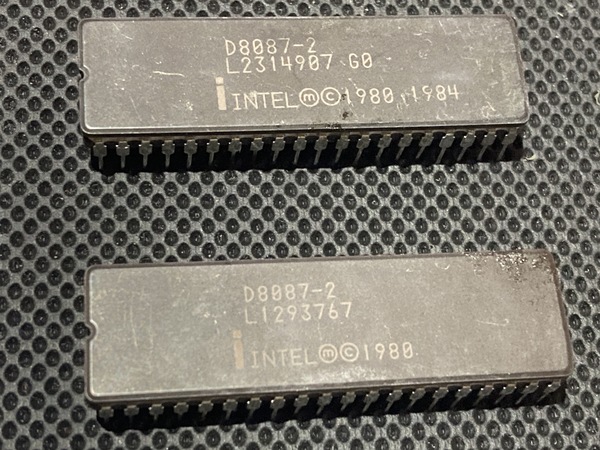 D8087-2
L2314907 G0
i INTEL Ⓜ © 1980, 1984
D8087-2
L1293767
i INTEL Ⓜ © 1980